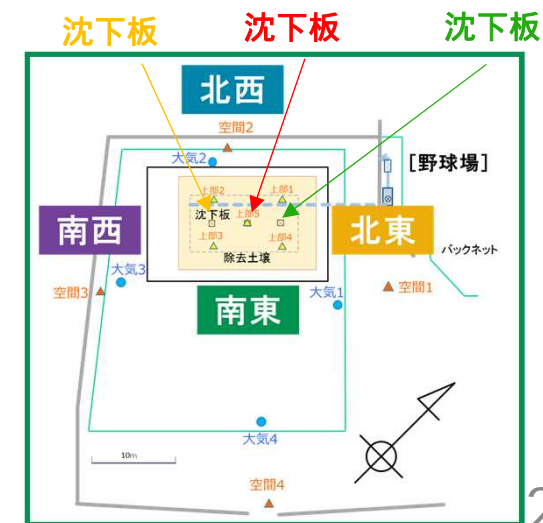 沈下板 沈下板 沈下板
北西
空間2
大気2
[野球場]
上部2 上部1
沈下板 上部5
南西 北東
上部3 上部4
バックネット
除去土壌
大気3
空間3
空間1
大気1
南東
大気4
10m
空間4
2